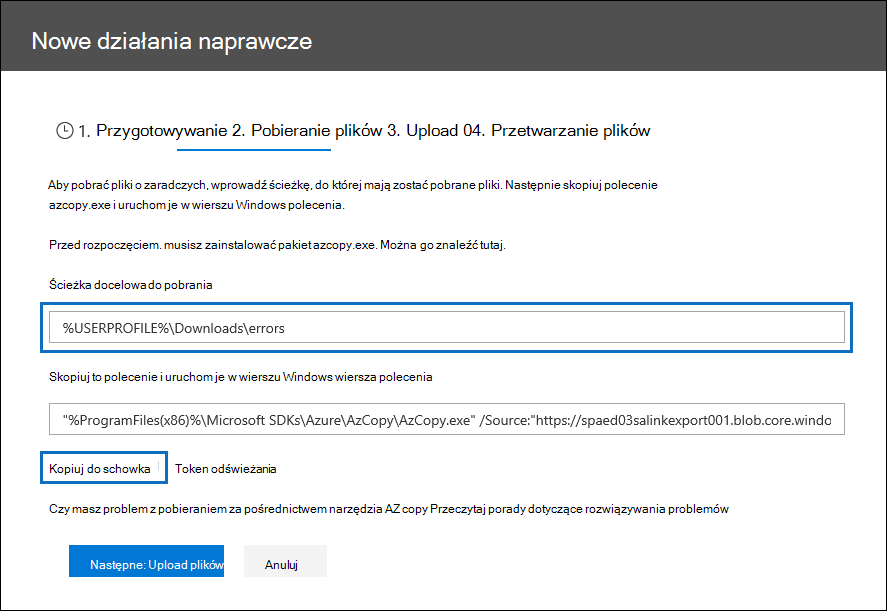 Nowe działania naprawcze
1. Przygotowywanie 2. Pobieranie plików 3. Upload 04. Przetwarzanie plików
Aby pobrać pliki o zaradczych, wprowadź ścieżkę, do której mają zostać pobrane pliki. Następnie skopiuj polecenie
azcopy.exe i uruchom je w wierszu Windows polecenia.
Przed rozpoczęciem. musisz zainstalować pakiet azcopy.exe. Można go znaleźć tutaj.
Ścieżka docelowa do pobrania
%USERPROFILE%\Downloads\errors
Skopiuj to polecenie i uruchom je w wierszu Windows wiersza polecenia
"%ProgramFiles(x86)%\Microsoft SDKs\Azure\AzCopy\AzCopy.exe" /Source:"https://spaed03salinkexport001.blob.core.windo
Kopiuj do schowka Token odświeżania
Czy masz problem z pobieraniem za pośrednictwem narzędzia AZ copy Przeczytaj porady dotyczące rozwiązywania problemów
Następne: Upload plików Anuluj